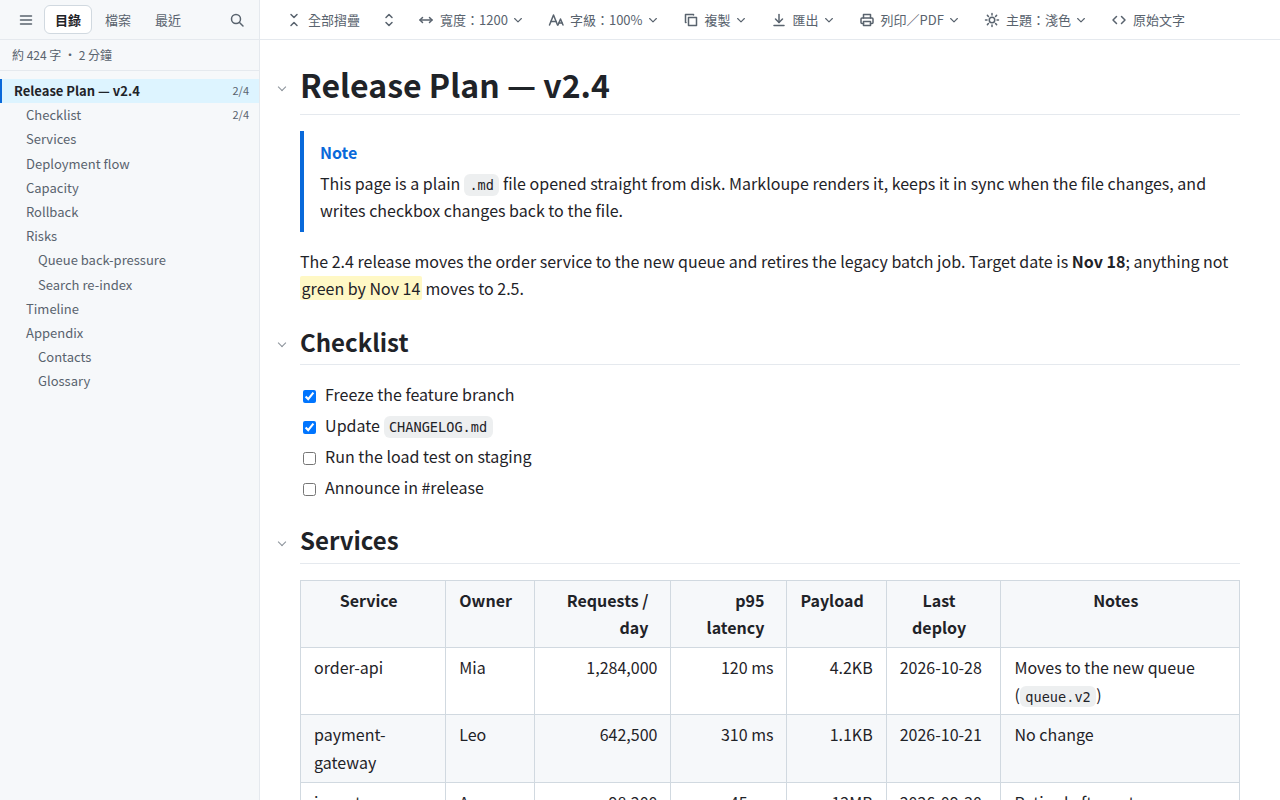 目錄 檔案 最近
全部摺疊 寬度：1200 字級：100% 複製 匯出 列印／PDF 主題：淺色 原始文字
約 424 字 · 2 分鐘
Release Plan — v2.4 2/4
Checklist 2/4
Services
Deployment flow
Capacity
Rollback
Risks
Queue back-pressure
Search re-index
Timeline
Appendix
Contacts
Glossary
Release Plan — v2.4
Note
This page is a plain .md file opened straight from disk. Markloupe renders it, keeps it in sync when the file changes, and
writes checkbox changes back to the file.
The 2.4 release moves the order service to the new queue and retires the legacy batch job. Target date is Nov 18; anything not
green by Nov 14 moves to 2.5.
Checklist
Freeze the feature branch
Update CHANGELOG.md
Run the load test on staging
Announce in #release
Services
Service Owner Requests / p95 Payload Last Notes
day latency deploy
order-api Mia 1,284,000 120 ms 4.2KB 2026-10-28 Moves to the new queue
(queue.v2)
payment- Leo 642,500 310 ms 1.1KB 2026-10-21 No change
gateway